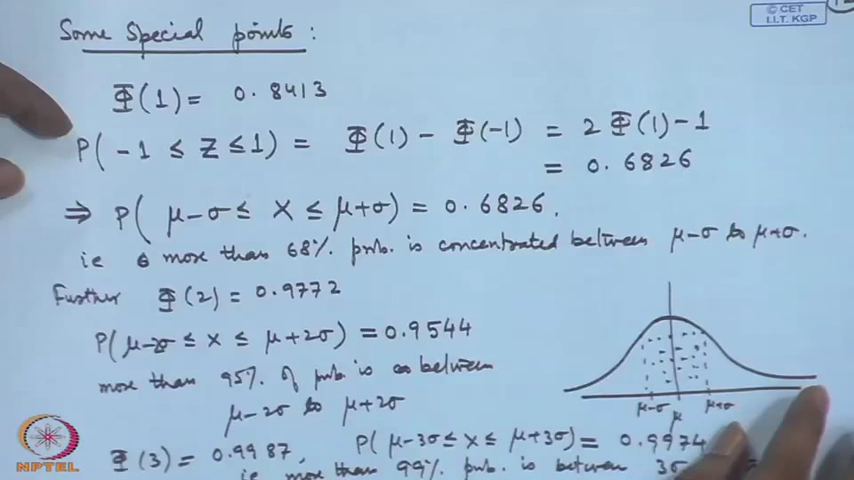 © CET
I.I.T. KGP
Some Special points :
Φ(1) = 0.8413
P( -1 ≤ Z ≤ 1) = Φ(1) - Φ(-1) = 2 Φ(1) - 1
= 0.6826
⇒ P( μ-σ ≤ X ≤ μ+σ) = 0.6826.
ie more than 68% prob. is concentrated between μ-σ to μ+σ.
Further Φ(2) = 0.9772
P(μ-2σ ≤ X ≤ μ+2σ) = 0.9544
more than 95% of prob is between
μ-2σ to μ+2σ
μ-σ μ μ+σ
Φ(3) = 0.9987, P(μ-3σ ≤ X ≤ μ+3σ) = 0.9974
ie more than 99% prob. is between 3σ
NPTEL